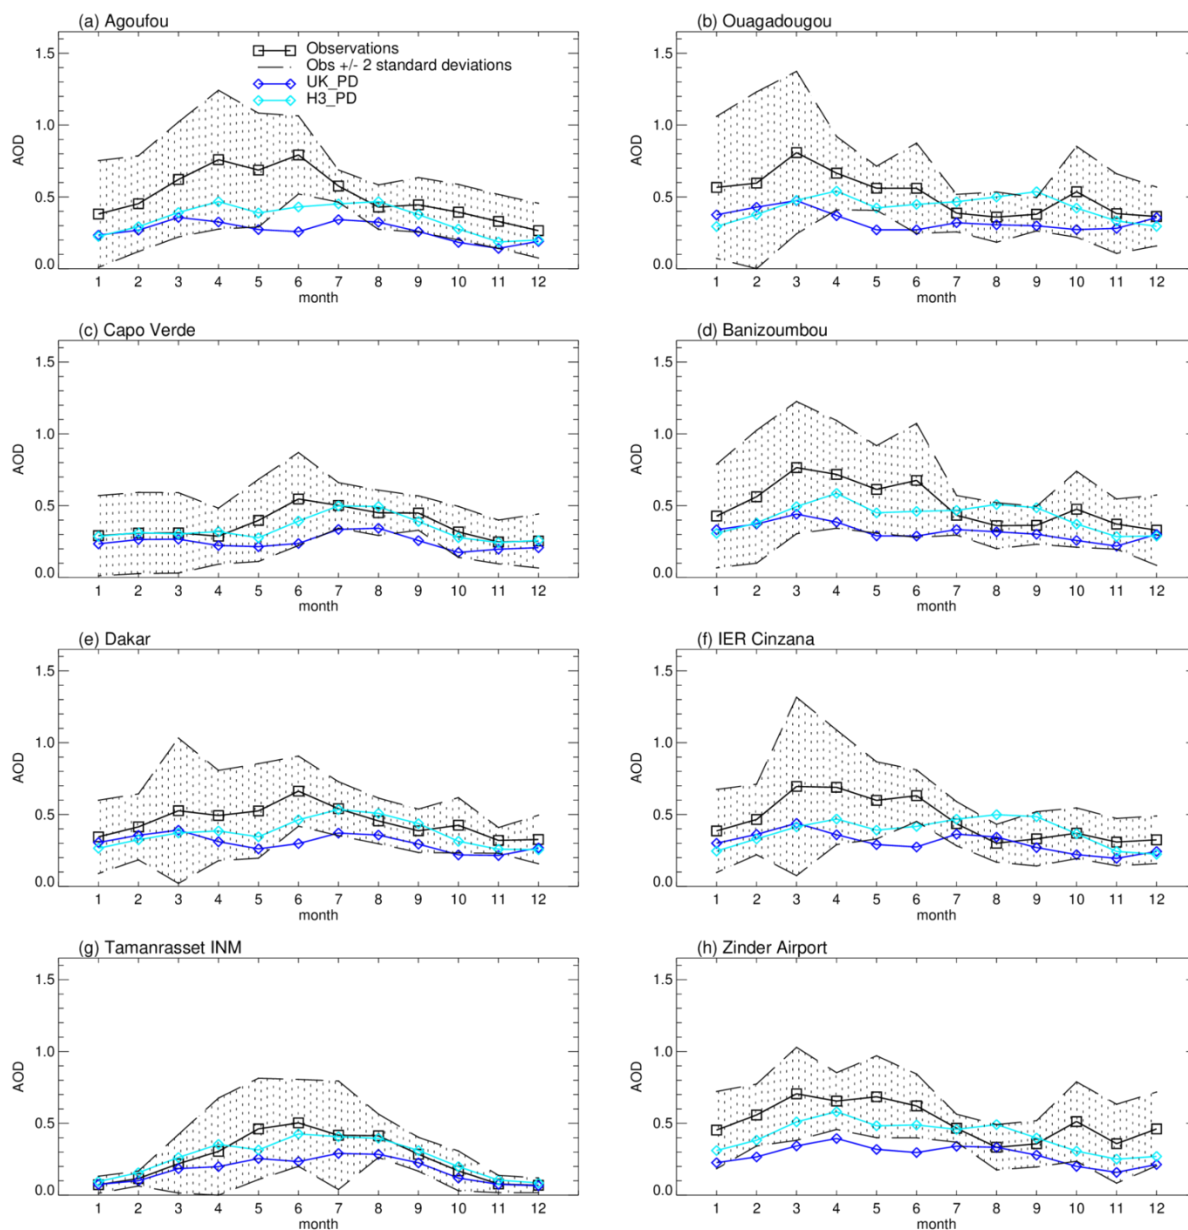 (a) Agoufou
1.5
1.0
0.5
0.0
AOD
Observations
Obs +/- 2 standard deviations
UK_PD
H3_PD
1 2 3 4 5 6 7 8 9 10 11 12
month
(b) Ouagadougou
1.5
1.0
0.5
0.0
AOD
1 2 3 4 5 6 7 8 9 10 11 12
month
(c) Capo Verde
1.5
1.0
0.5
0.0
AOD
1 2 3 4 5 6 7 8 9 10 11 12
month
(d) Banizoumbou
1.5
1.0
0.5
0.0
AOD
1 2 3 4 5 6 7 8 9 10 11 12
month
(e) Dakar
1.5
1.0
0.5
0.0
AOD
1 2 3 4 5 6 7 8 9 10 11 12
month
(f) IER Cinzana
1.5
1.0
0.5
0.0
AOD
1 2 3 4 5 6 7 8 9 10 11 12
month
(g) Tamanrasset INM
1.5
1.0
0.5
0.0
AOD
1 2 3 4 5 6 7 8 9 10 11 12
month
(h) Zinder Airport
1.5
1.0
0.5
0.0
AOD
1 2 3 4 5 6 7 8 9 10 11 12
month